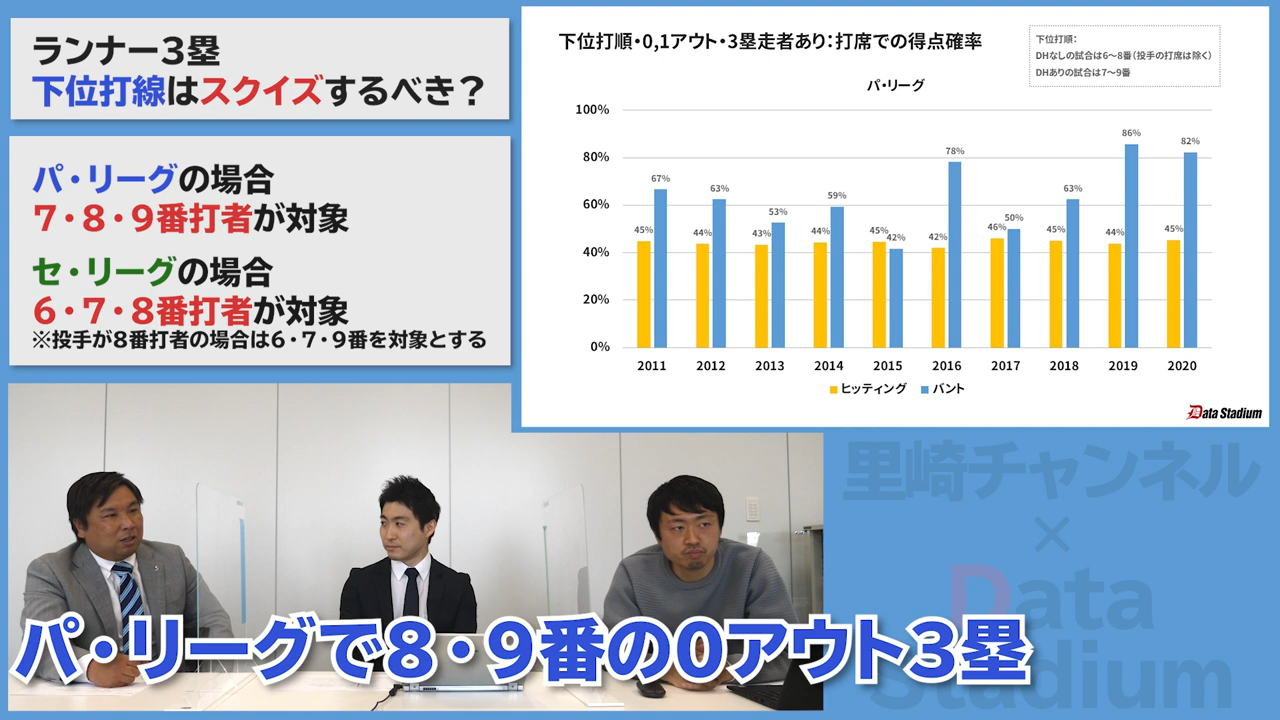 ランナー3塁
下位打線はスクイズするべき？
パ・リーグの場合
7・8・9番打者が対象
セ・リーグの場合
6・7・8番打者が対象
※投手が8番打者の場合は6・7・9番を対象とする
下位打順・0,1アウト・3塁走者あり：打席での得点確率
下位打順：
DHなしの試合は6〜8番（投手の打席は除く）
DHありの試合は7〜9番
パ・リーグ
100%
80%
60%
40%
20%
0%
45% 67% 44% 63% 43% 53% 44% 59% 45% 42% 42% 78% 46% 50% 45% 63% 44% 86% 45% 82%
2011 2012 2013 2014 2015 2016 2017 2018 2019 2020
ヒッティング バント
Data Stadium
里崎チャンネル
×
Data
Stadium
パ・リーグで8・9番の0アウト3塁